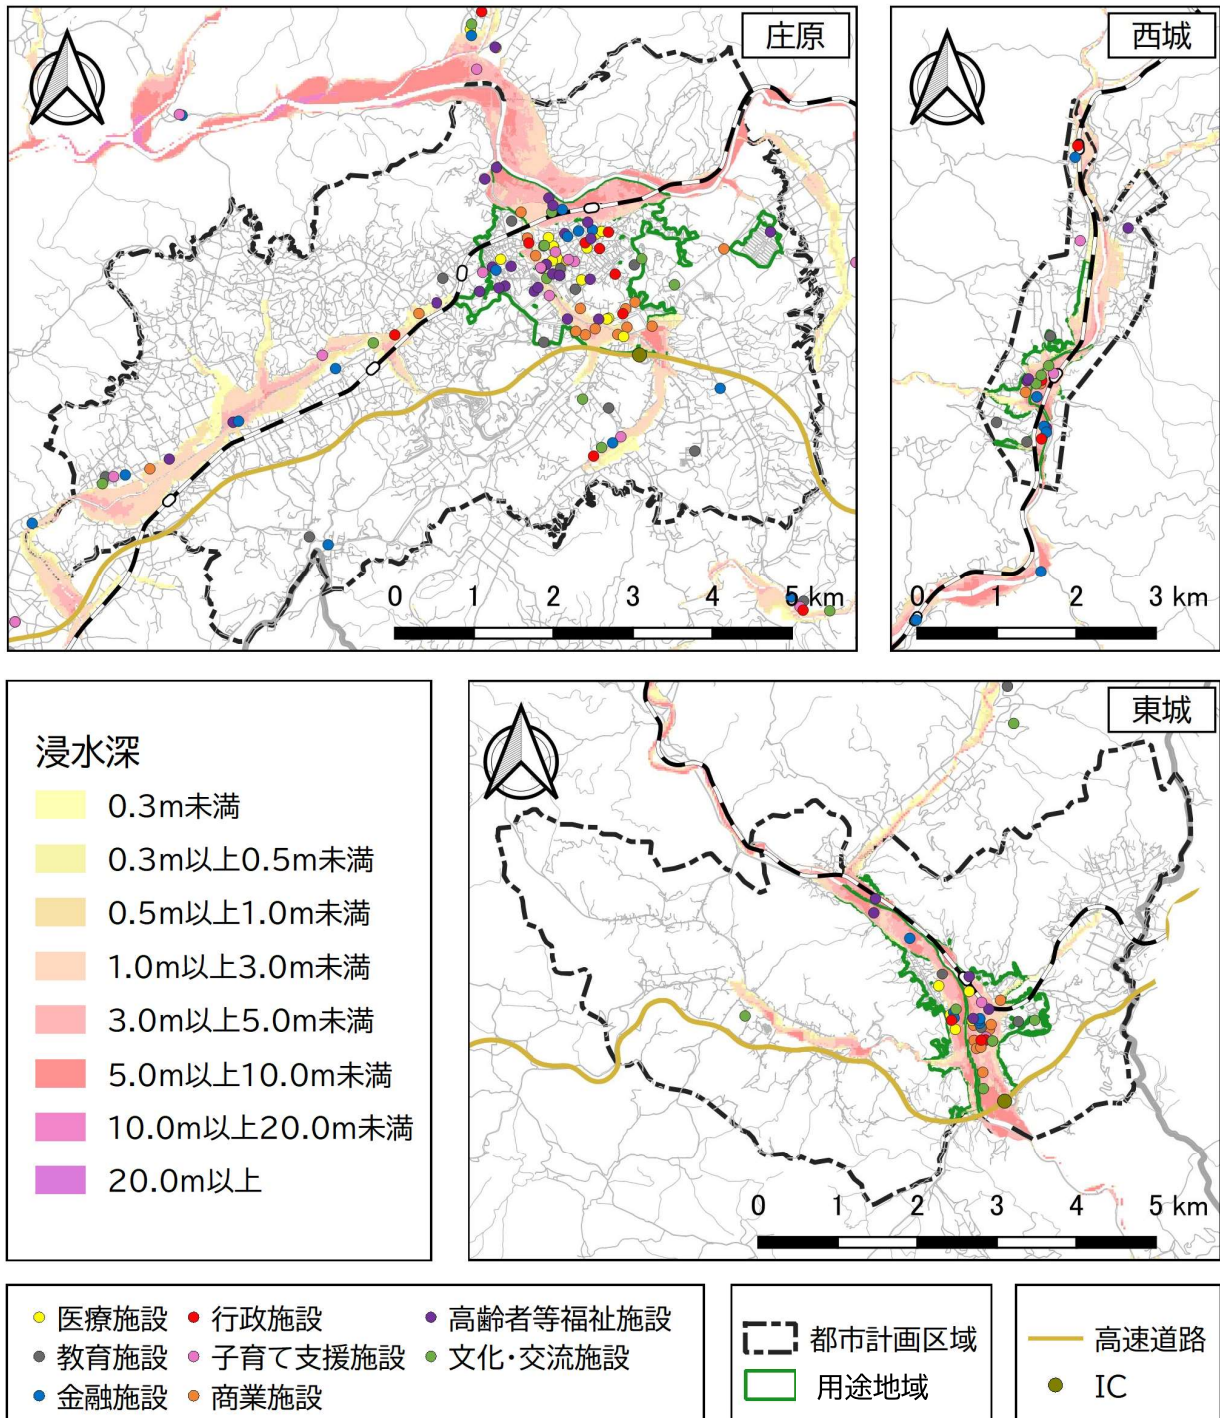 庄原
西城
0 1 2 3 4 5 km
0 1 2 3 km
浸水深
0.3m未満
0.3m以上0.5m未満
0.5m以上1.0m未満
1.0m以上3.0m未満
3.0m以上5.0m未満
5.0m以上10.0m未満
10.0m以上20.0m未満
20.0m以上
東城
0 1 2 3 4 5 km
医療施設 行政施設 高齢者等福祉施設
教育施設 子育て支援施設 文化・交流施設
金融施設 商業施設
都市計画区域
用途地域
高速道路
IC